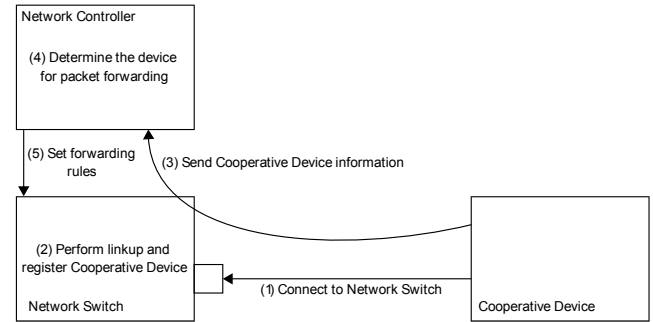 Network Controller
(4) Determine the device
for packet forwarding
(5) Set forwarding
rules
(3) Send Cooperative Device information
(2) Perform linkup and
register Cooperative Device
(1) Connect to Network Switch
Network Switch
Cooperative Device